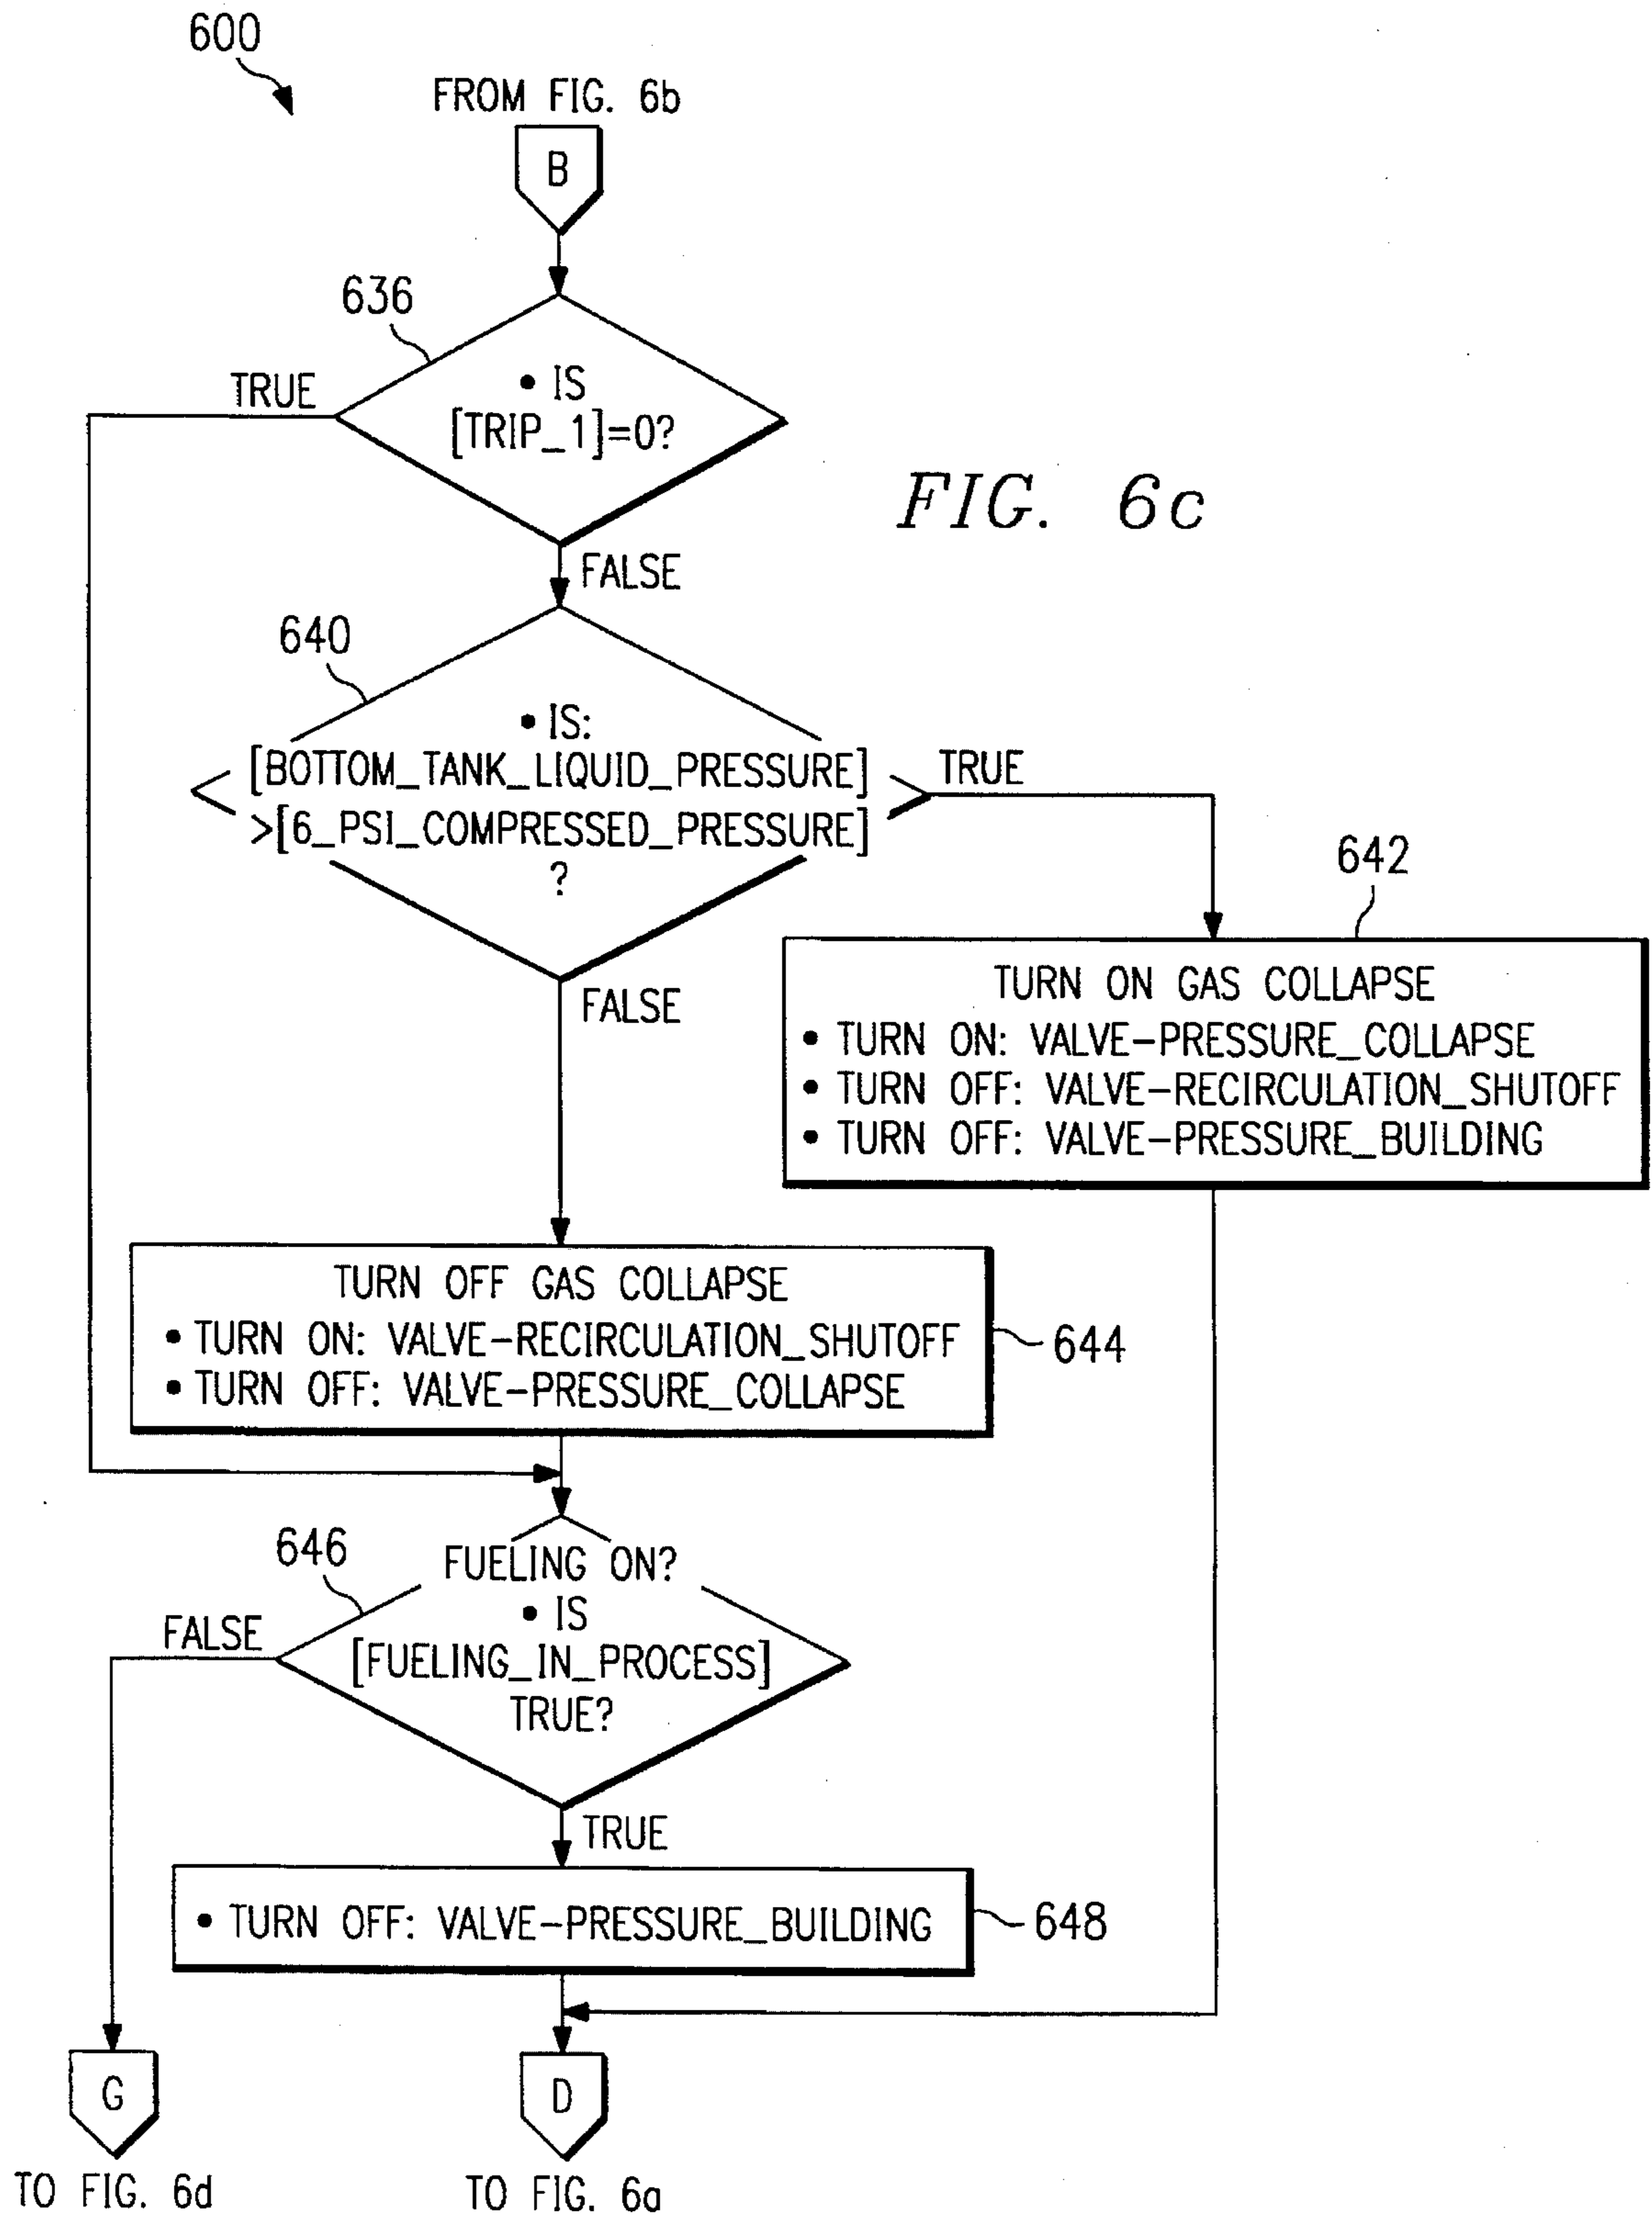 600
FROM FIG. 6b
B
636
TRUE
• IS
[TRIP_1]=0?
FIG. 6c
FALSE
640
• IS:
[BOTTOM_TANK_LIQUID_PRESSURE]
>[6_PSI_COMPRESSED_PRESSURE]
?
TRUE
FALSE
642
TURN ON GAS COLLAPSE
• TURN ON: VALVE-PRESSURE_COLLAPSE
• TURN OFF: VALVE-RECIRCULATION_SHUTOFF
• TURN OFF: VALVE-PRESSURE_BUILDING
TURN OFF GAS COLLAPSE
• TURN ON: VALVE-RECIRCULATION_SHUTOFF
• TURN OFF: VALVE-PRESSURE_COLLAPSE
644
646
FUELING ON?
• IS
[FUELING_IN_PROCESS]
TRUE?
FALSE
TRUE
• TURN OFF: VALVE-PRESSURE_BUILDING
648
G
D
TO FIG. 6d
TO FIG. 6a